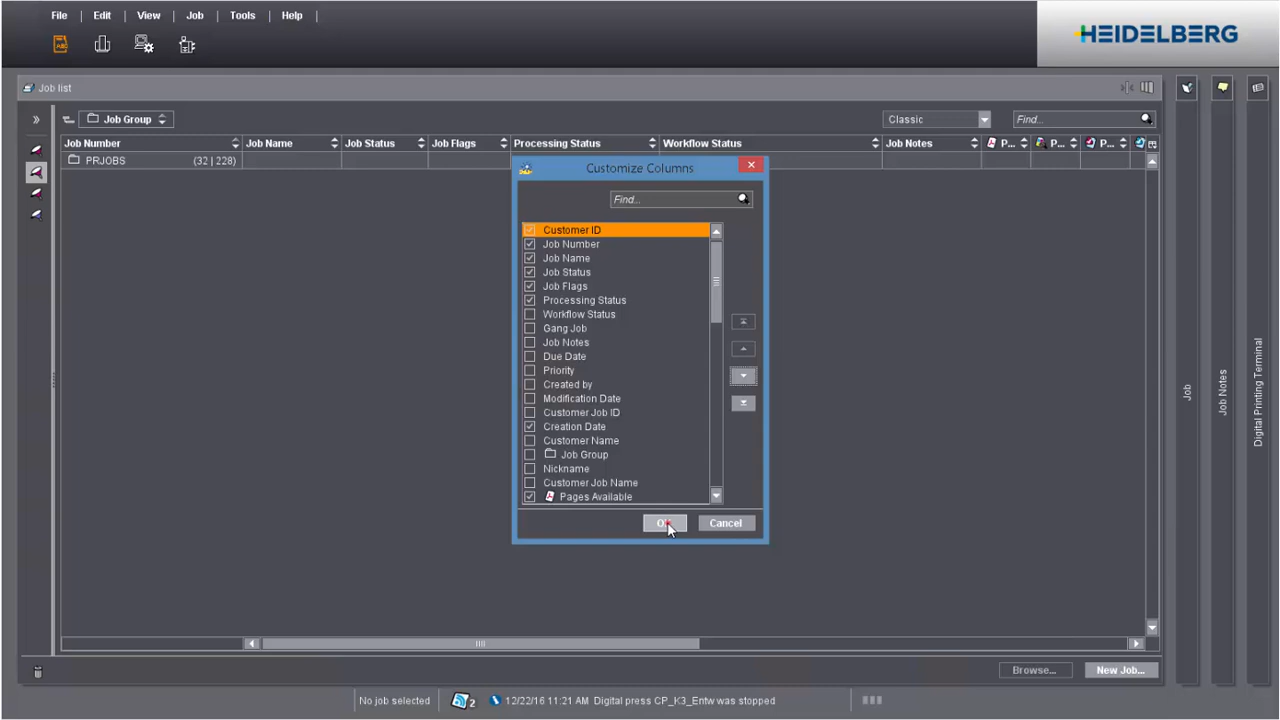 File Edit View Job Tools Help
HEIDELBERG
Job list
Job Group Classic Find...
Job Number Job Name Job Status Job Flags Processing Status Workflow Status Job Notes P... P... P...
PRJOBS (32 | 228)
Customize Columns
Find...
Customer ID
Job Number
Job Name
Job Status
Job Flags
Processing Status
Workflow Status
Gang Job
Job Notes
Due Date
Priority
Created by
Modification Date
Customer Job ID
Creation Date
Customer Name
Job Group
Nickname
Customer Job Name
Pages Available
OK Cancel
Job
Job Notes
Digital Printing Terminal
Browse... New Job...
No job selected 2 12/22/16 11:21 AM Digital press CP_K3_Entw was stopped